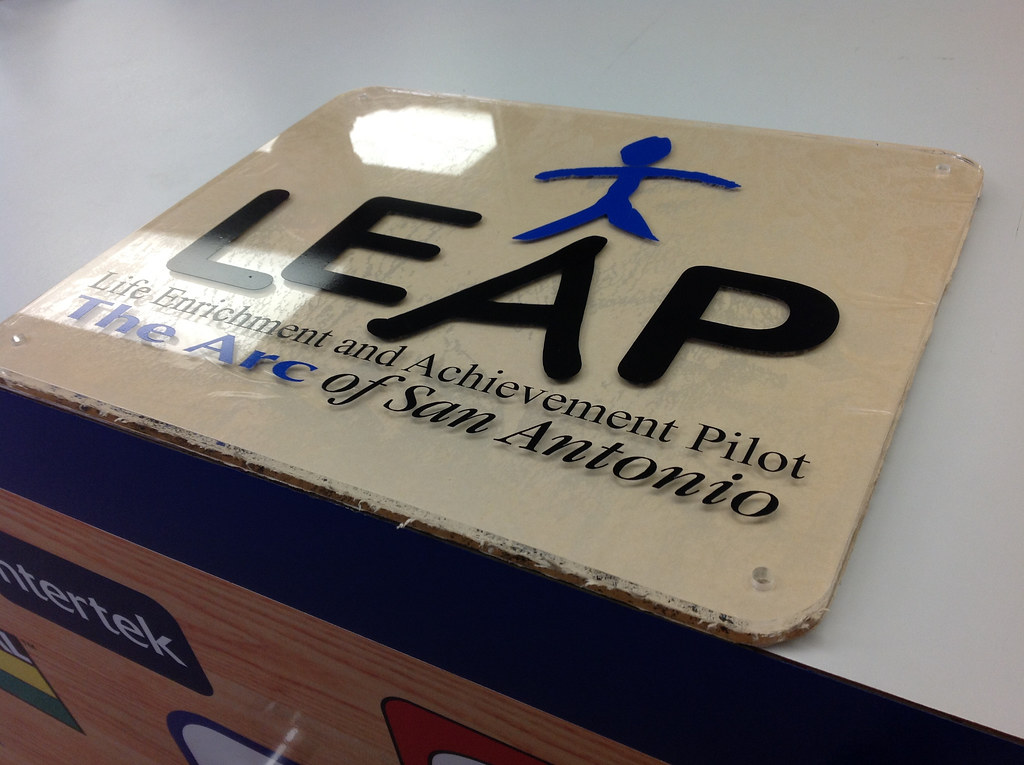 LEAP
Life Enrichment and Achievement Pilot
The Arc of San Antonio
ntertek